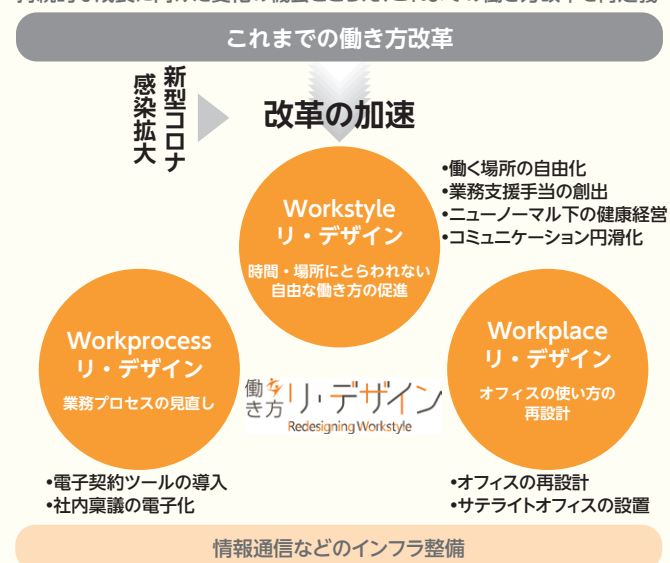 これまでの働き方改革
新型コロナ
感染拡大
改革の加速
Workstyle
リ・デザイン
時間・場所にとらわれない
自由な働き方の促進
•働く場所の自由化
•業務支援手当の創出
•ニューノーマル下の健康経営
•コミュニケーション円滑化
Workprocess
リ・デザイン
業務プロセスの見直し
•電子契約ツールの導入
•社内稟議の電子化
働き方を リ・デザイン
Redesigning Workstyle
Workplace
リ・デザイン
オフィスの使い方の
再設計
•オフィスの再設計
•サテライトオフィスの設置
情報通信などのインフラ整備